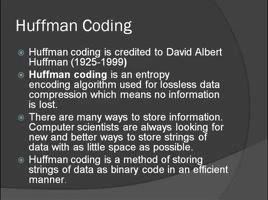 Huffman Coding
Huffman coding is credited to David Albert
Huffman (1925-1999)
Huffman coding is an entropy
encoding algorithm used for lossless data
compression which means no information
is lost.
There are many ways to store information.
Computer scientists are always looking for
new and better ways to store strings of
data with as little space as possible.
Huffman coding is a method of storing
strings of data as binary code in an efficient
manner.